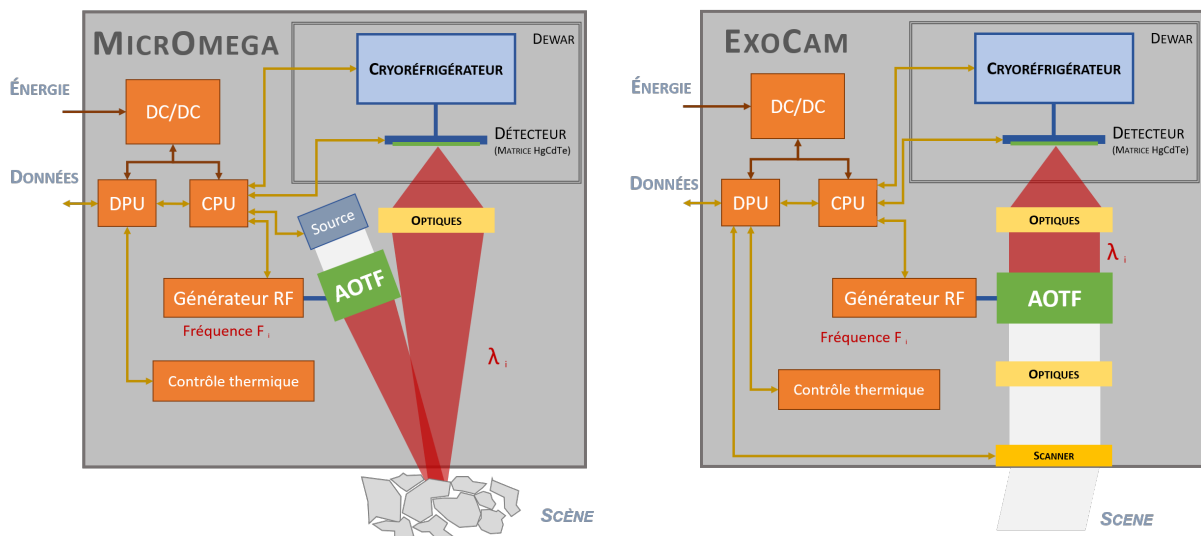 MICROMEGA
DEWAR
CRYORÉFRIGÉRATEUR
ÉNERGIE
DC/DC
DÉTECTEUR
(MATRICE HgCdTe)
DONNÉES
DPU
CPU
Source
OPTIQUES
AOTF
Générateur RF
Fréquence F i
λ i
Contrôle thermique
SCÈNE
EXOCAM
DEWAR
CRYORÉFRIGÉRATEUR
ÉNERGIE
DC/DC
DÉTECTEUR
(MATRICE HgCdTe)
DONNÉES
DPU
CPU
OPTIQUES
λ i
Générateur RF
AOTF
Fréquence F i
OPTIQUES
Contrôle thermique
SCANNER
SCENE